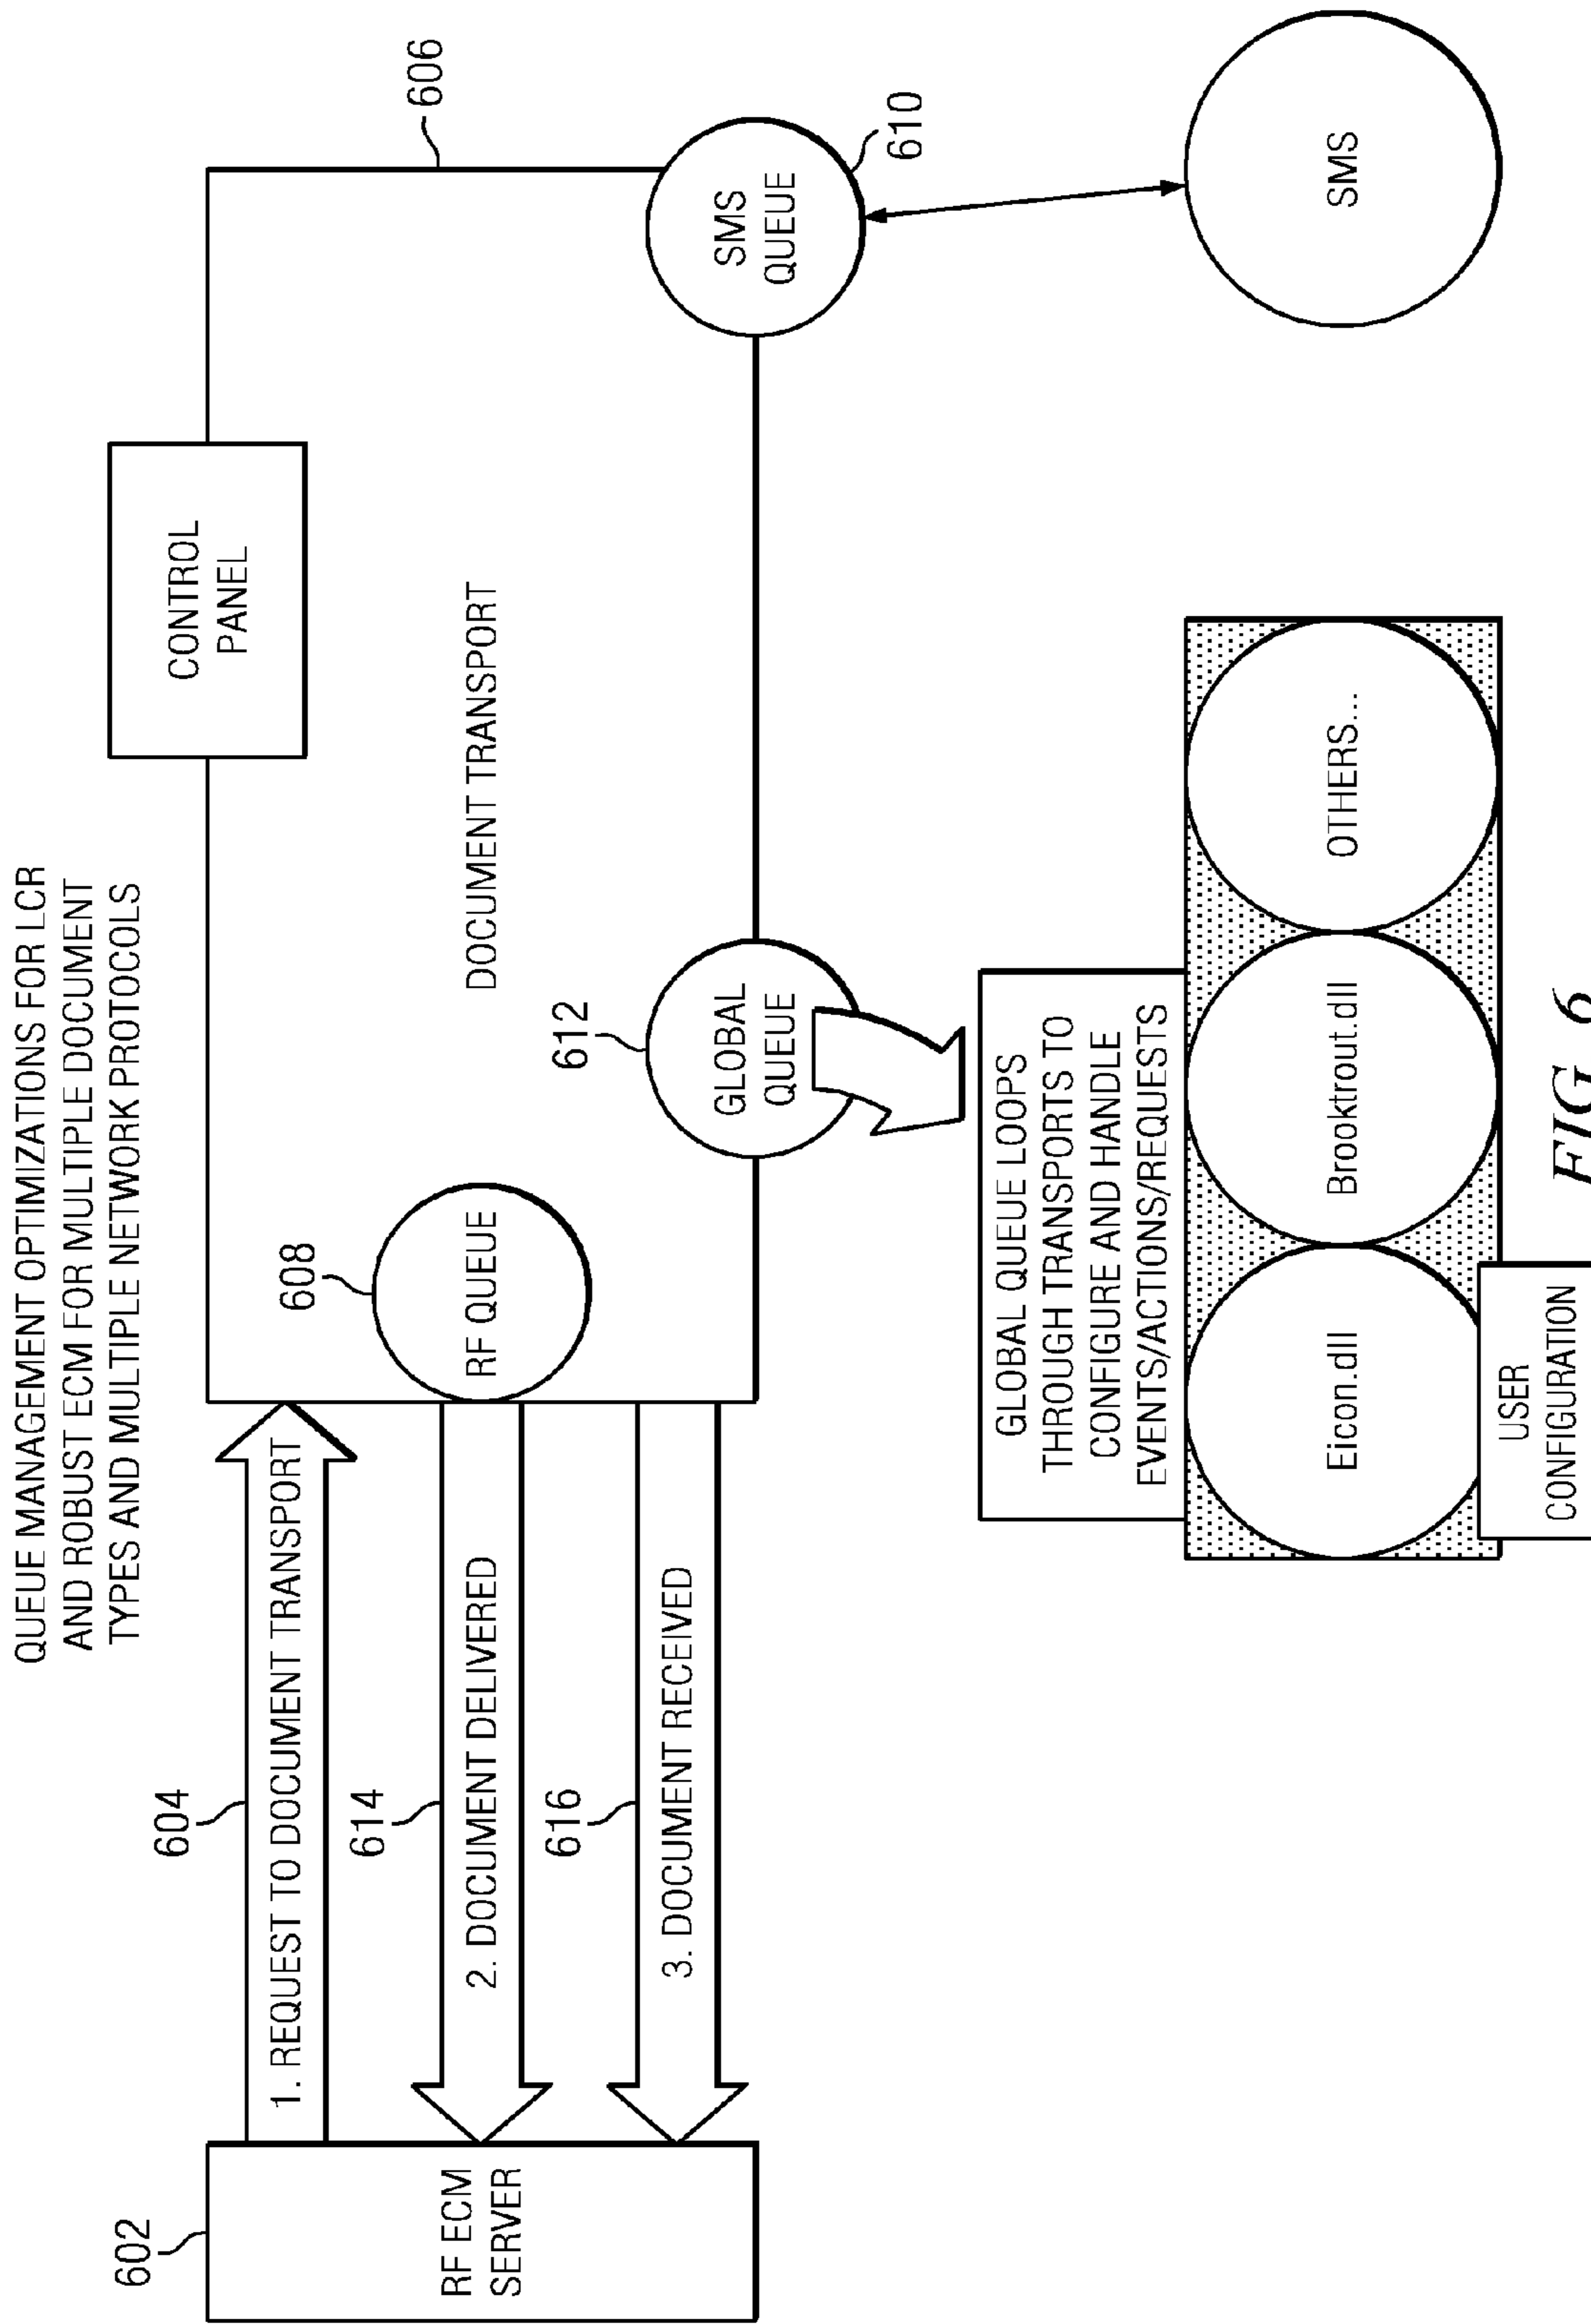 QUEUE MANAGEMENT OPTIMIZATIONS FOR LCR
AND ROBUST ECM FOR MULTIPLE DOCUMENT
TYPES AND MULTIPLE NETWORK PROTOCOLS
602
RF ECM
SERVER
604
1. REQUEST TO DOCUMENT TRANSPORT
614
2. DOCUMENT DELIVERED
616
3. DOCUMENT RECEIVED
608
RF QUEUE
CONTROL
PANEL
606
DOCUMENT TRANSPORT
612
GLOBAL
QUEUE
SMS
QUEUE
610
GLOBAL QUEUE LOOPS
THROUGH TRANSPORTS TO
CONFIGURE AND HANDLE
EVENTS/ACTIONS/REQUESTS
Eicon.dll
Brooktrout.dll
OTHERS...
SMS
USER
CONFIGURATION
FIG. 6